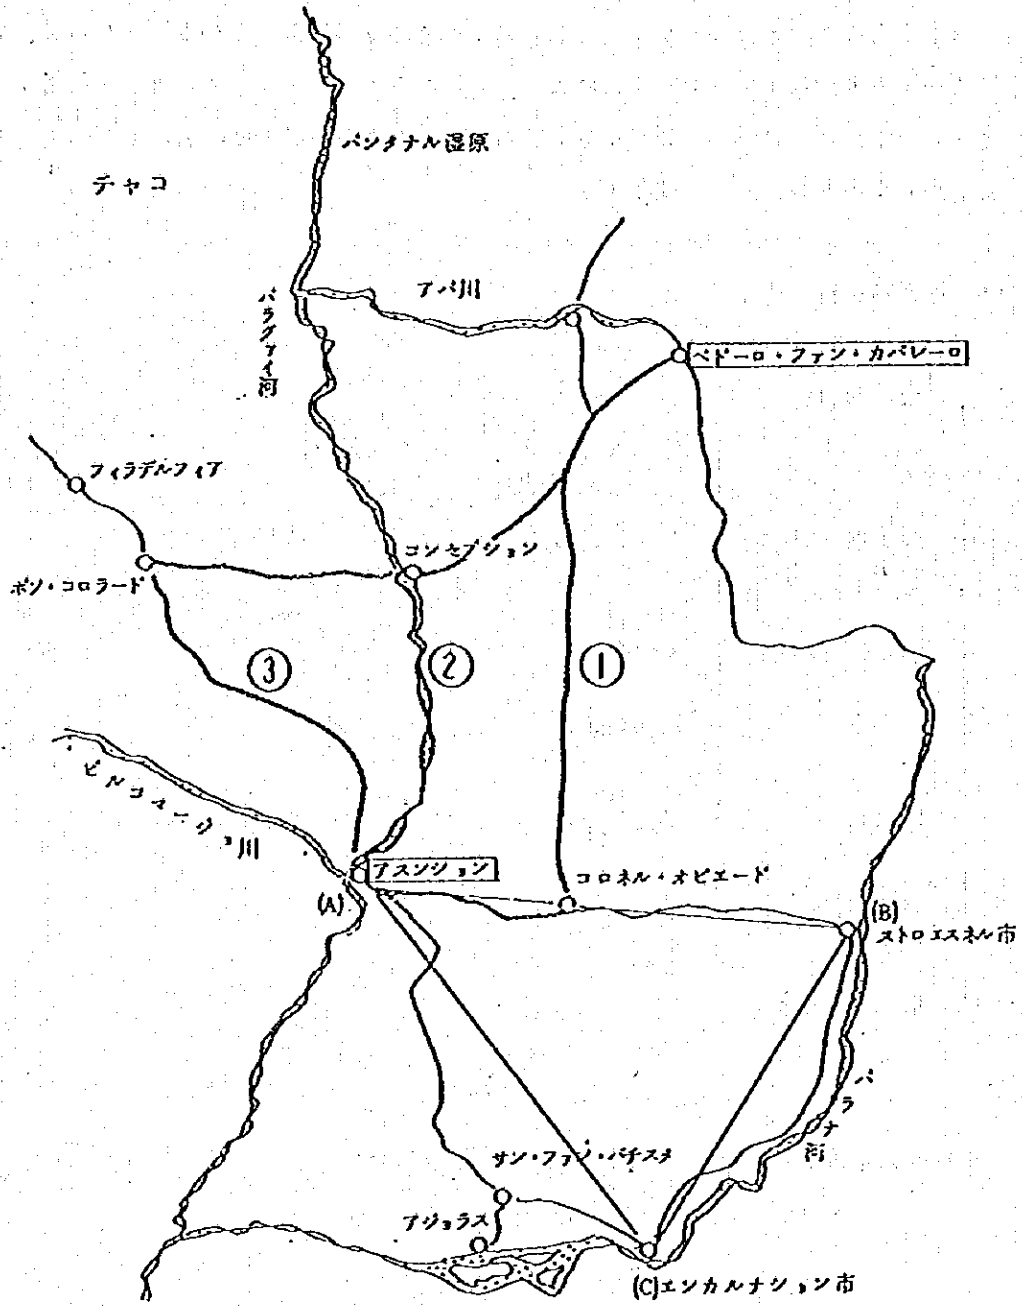 パンタナル湿原
チャコ
アパ川
パラグァイ河
ペドーロ・ファン・カバレーロ
フィラデルフィア
コンセプション
ポソ・コロラード
③
②
①
ピルコマーウョ川
アスンション
(A)
コロネル・オビエード
(B)
ストロエスネル市
パラナ河
サン・ファン・バチスタ
アジョラス
(C)エンカルナション市